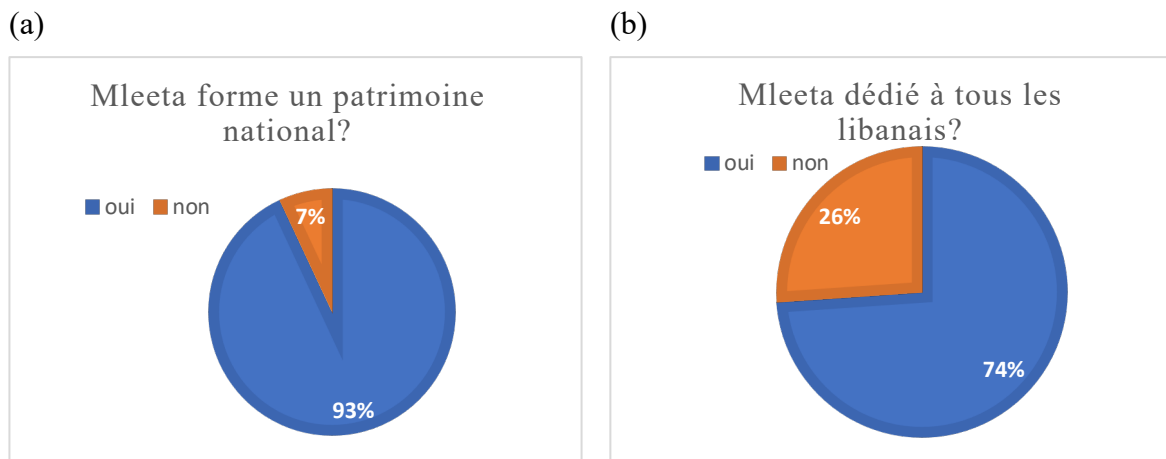 (a)
Mleeta forme un patrimoine
national?
oui non
7%
93%
(b)
Mleeta dédié à tous les
libanais?
oui non
26%
74%